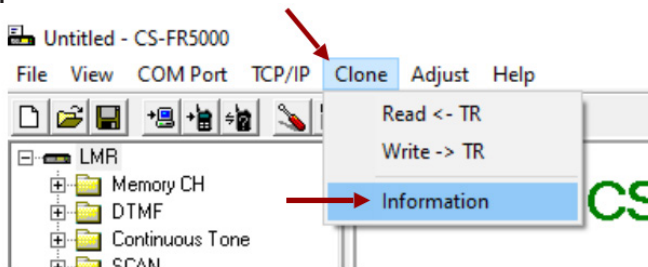 Untitled - CS-FR5000
File View COM Port TCP/IP Clone Adjust Help
Read <- TR
Write -> TR
Information
LMR
Memory CH
DTMF
Continuous Tone
SCAN
CS